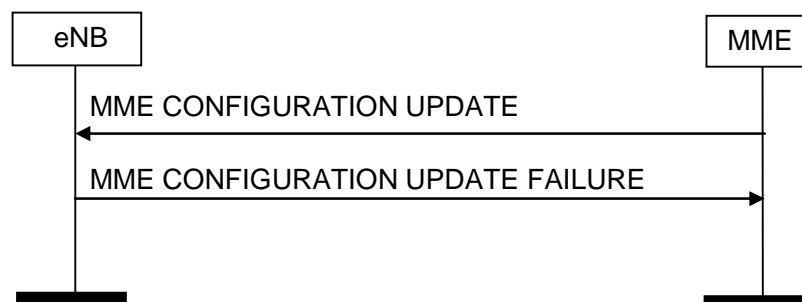 eNB
MME
MME CONFIGURATION UPDATE
MME CONFIGURATION UPDATE FAILURE